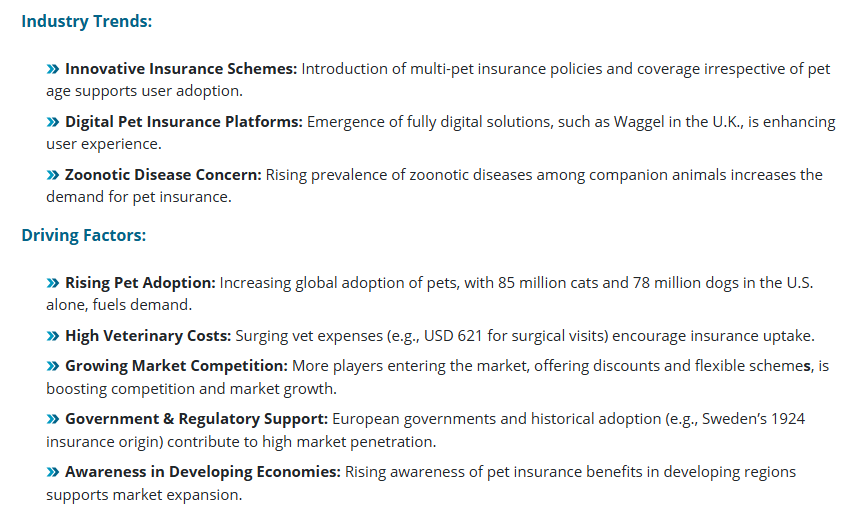 Industry Trends:
» Innovative Insurance Schemes: Introduction of multi-pet insurance policies and coverage irrespective of pet
age supports user adoption.
» Digital Pet Insurance Platforms: Emergence of fully digital solutions, such as Waggel in the U.K., is enhancing
user experience.
» Zoonotic Disease Concern: Rising prevalence of zoonotic diseases among companion animals increases the
demand for pet insurance.
Driving Factors:
» Rising Pet Adoption: Increasing global adoption of pets, with 85 million cats and 78 million dogs in the U.S.
alone, fuels demand.
» High Veterinary Costs: Surging vet expenses (e.g., USD 621 for surgical visits) encourage insurance uptake.
» Growing Market Competition: More players entering the market, offering discounts and flexible schemes, is
boosting competition and market growth.
» Government & Regulatory Support: European governments and historical adoption (e.g., Sweden’s 1924
insurance origin) contribute to high market penetration.
» Awareness in Developing Economies: Rising awareness of pet insurance benefits in developing regions
supports market expansion.